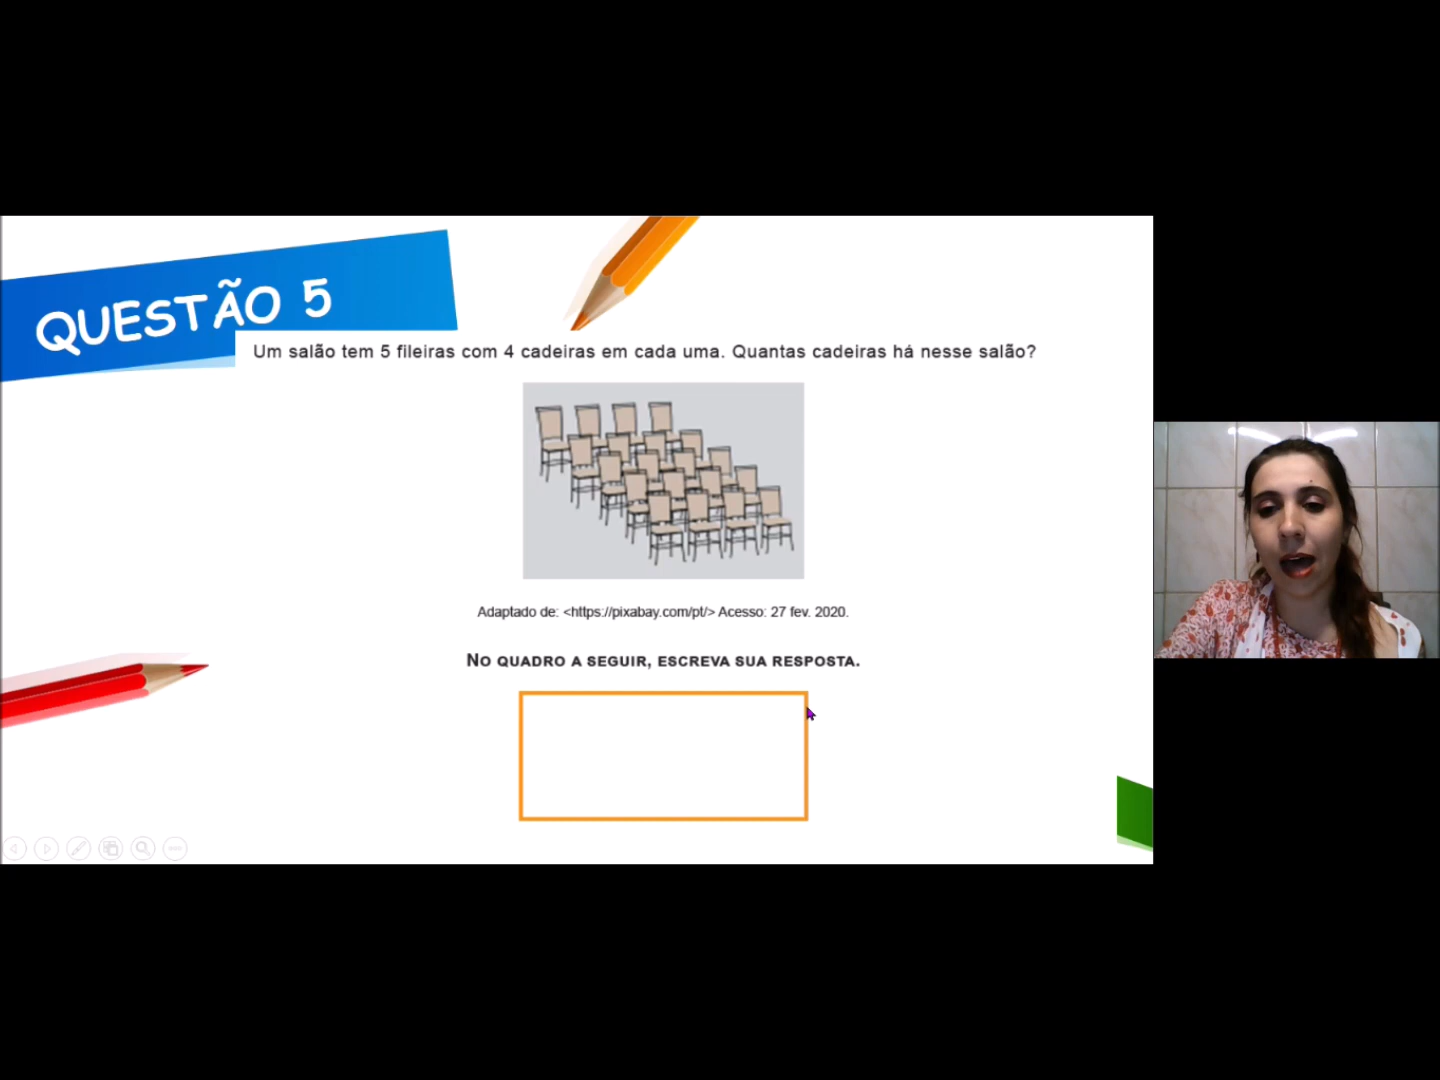 QUESTÃO 5
Um salão tem 5 fileiras com 4 cadeiras em cada uma. Quantas cadeiras há nesse salão?
Adaptado de: <https://pixabay.com/pt/> Acesso: 27 fev. 2020.
NO QUADRO A SEGUIR, ESCREVA SUA RESPOSTA.